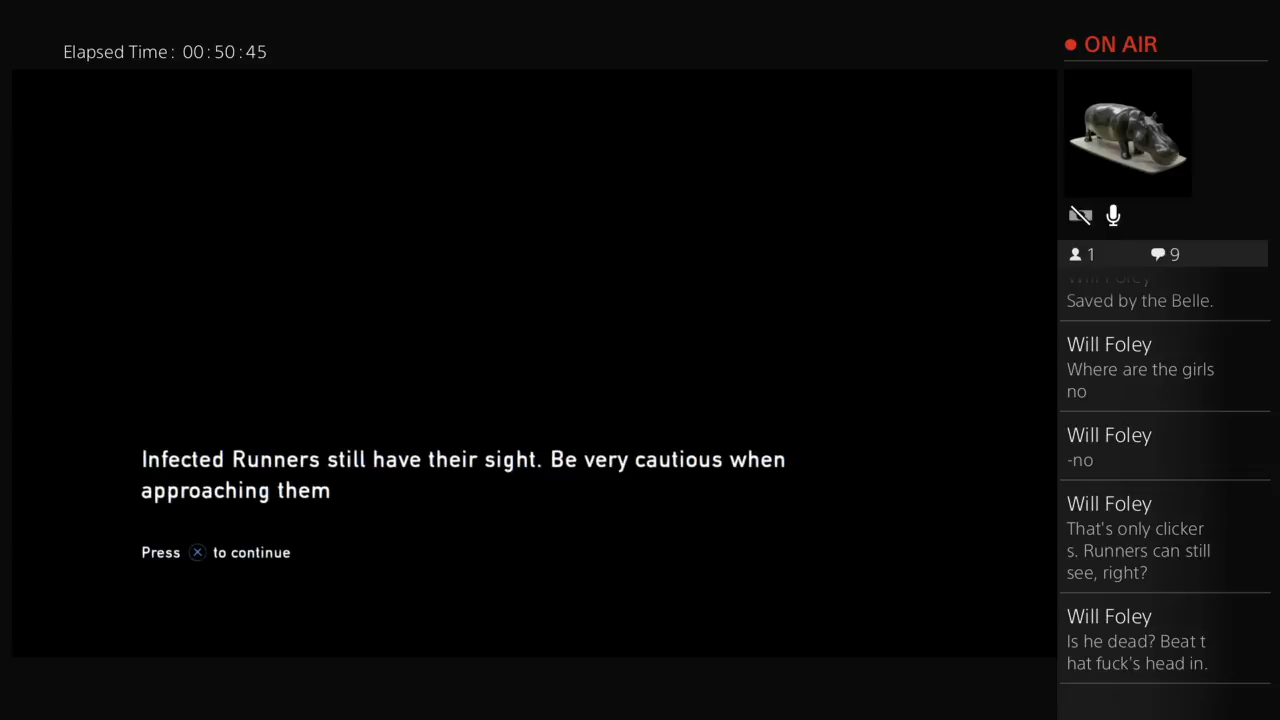 Elapsed Time: 00:50:45
ON AIR
1
9
Will Foley
Saved by the Belle.
Will Foley
Where are the girls
no
Will Foley
-no
Will Foley
That's only clicker
s. Runners can still
see, right?
Will Foley
Is he dead? Beat t
hat fuck's head in.
Infected Runners still have their sight. Be very cautious when
approaching them
Press to continue